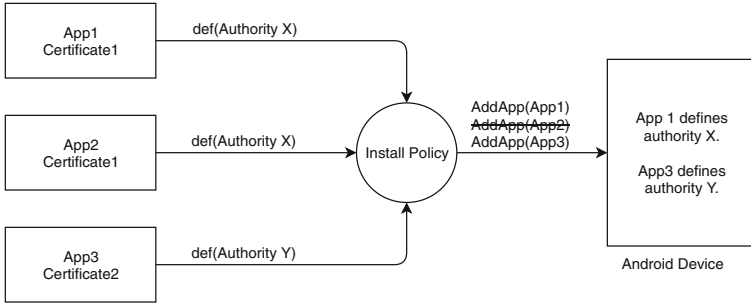 App1
Certificate1
def(Authority X)
App2
Certificate1
def(Authority X)
App3
Certificate2
def(Authority Y)
Install Policy
AddApp(App1)
AddApp(App2)
AddApp(App3)
App 1 defines
authority X.
App3 defines
authority Y.
Android Device